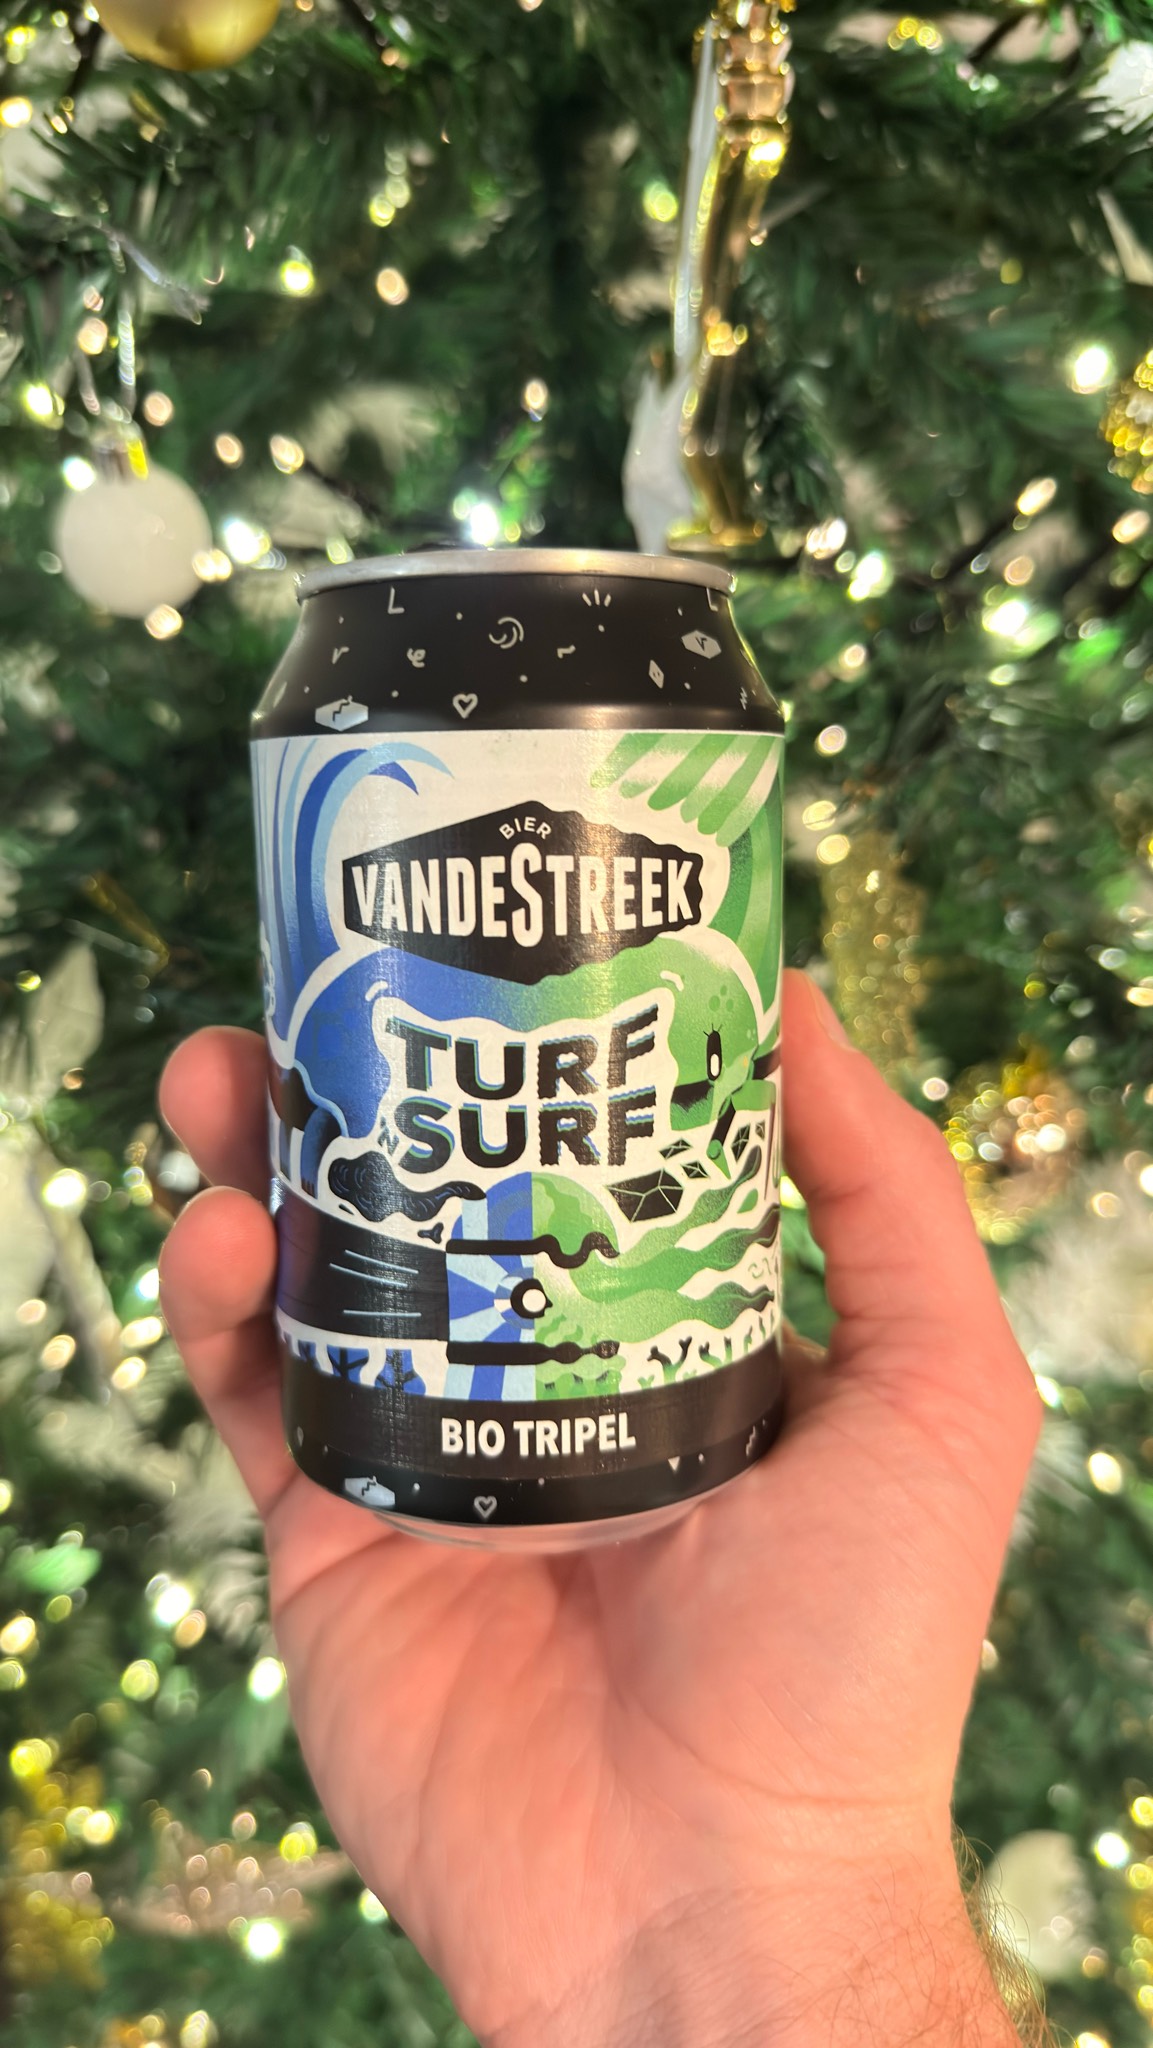 BIER
VANDESTREEK
TURF
N SURF
BIO TRIPEL